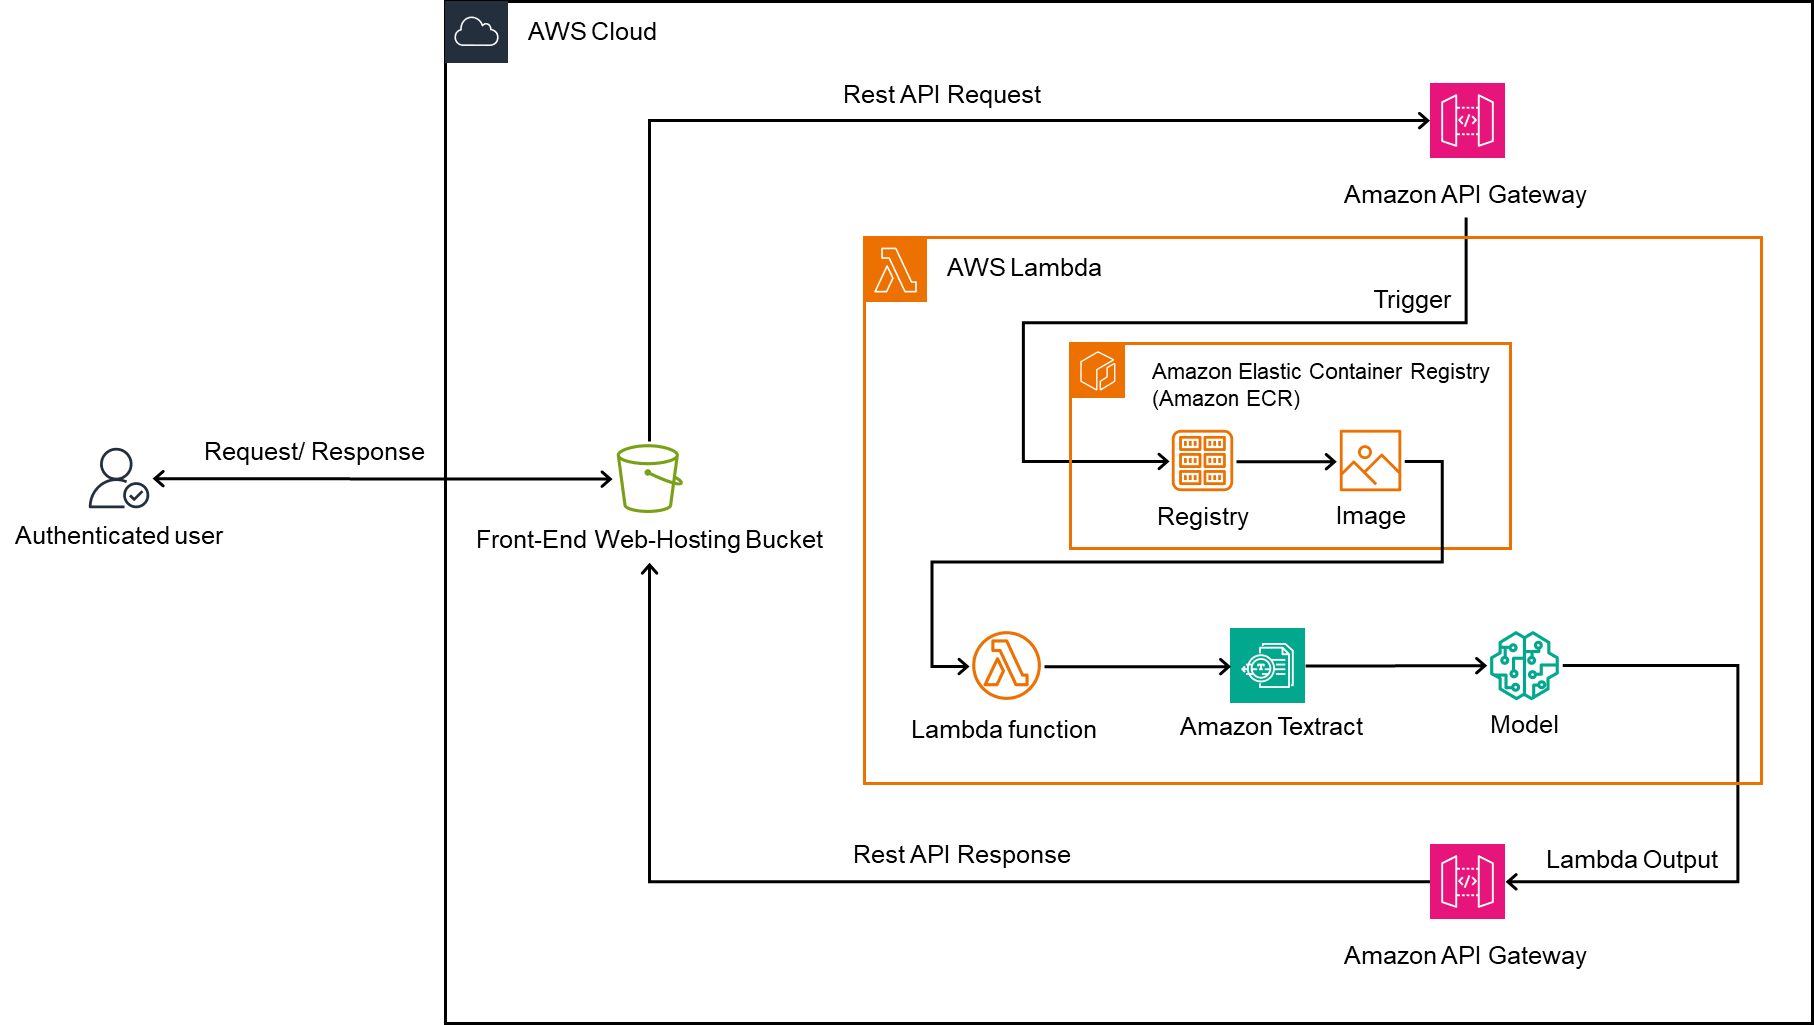 AWS Cloud
Rest API Request
Amazon API Gateway
AWS Lambda
Trigger
Amazon Elastic Container Registry
(Amazon ECR)
Registry
Image
Request/ Response
Authenticated user
Front-End Web-Hosting Bucket
Lambda function
Amazon Textract
Model
Rest API Response
Lambda Output
Amazon API Gateway